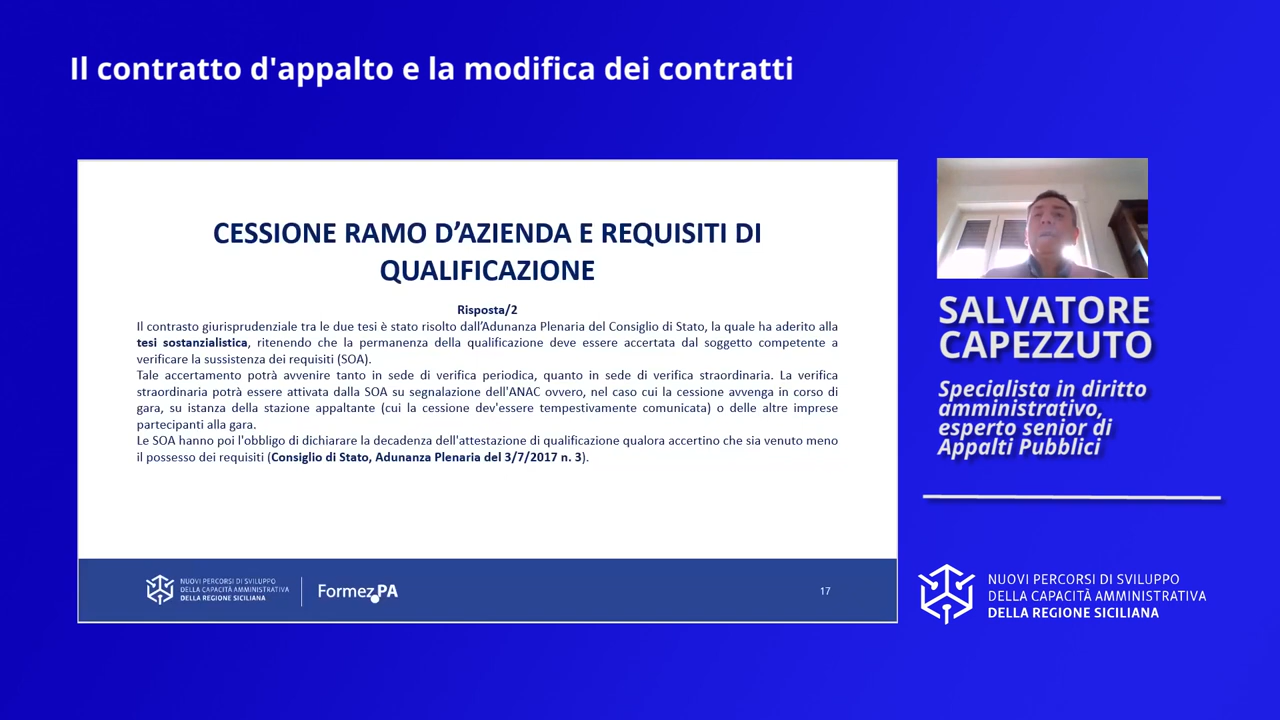 Il contratto d'appalto e la modifica dei contratti
CESSIONE RAMO D’AZIENDA E REQUISITI DI
QUALIFICAZIONE
Risposta/2
Il contrasto giurisprudenziale tra le due tesi è stato risolto dall’Adunanza Plenaria del Consiglio di Stato, la quale ha aderito alla
tesi sostanzialistica, ritenendo che la permanenza della qualificazione deve essere accertata dal soggetto competente a
verificare la sussistenza dei requisiti (SOA).
Tale accertamento potrà avvenire tanto in sede di verifica periodica, quanto in sede di verifica straordinaria. La verifica
straordinaria potrà essere attivata dalla SOA su segnalazione dell'ANAC ovvero, nel caso cui la cessione avvenga in corso di
gara, su istanza della stazione appaltante (cui la cessione dev'essere tempestivamente comunicata) o delle altre imprese
partecipanti alla gara.
Le SOA hanno poi l'obbligo di dichiarare la decadenza dell'attestazione di qualificazione qualora accertino che sia venuto meno
il possesso dei requisiti (Consiglio di Stato, Adunanza Plenaria del 3/7/2017 n. 3).
NUOVI PERCORSI DI SVILUPPO
DELLA CAPACITÀ AMMINISTRATIVA
DELLA REGIONE SICILIANA
Formez PA
17
SALVATORE
CAPEZZUTO
Specialista in diritto
amministrativo,
esperto senior di
Appalti Pubblici
NUOVI PERCORSI DI SVILUPPO
DELLA CAPACITÀ AMMINISTRATIVA
DELLA REGIONE SICILIANA